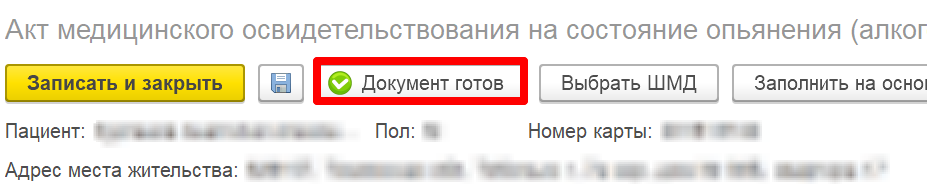 Акт медицинского освидетельствования на состояние опьянения (алког
Записать и закрыть Документ готов Выбрать ШМД Заполнить на осно
Пациент: Пол: Номер карты:
Адрес места жительства: